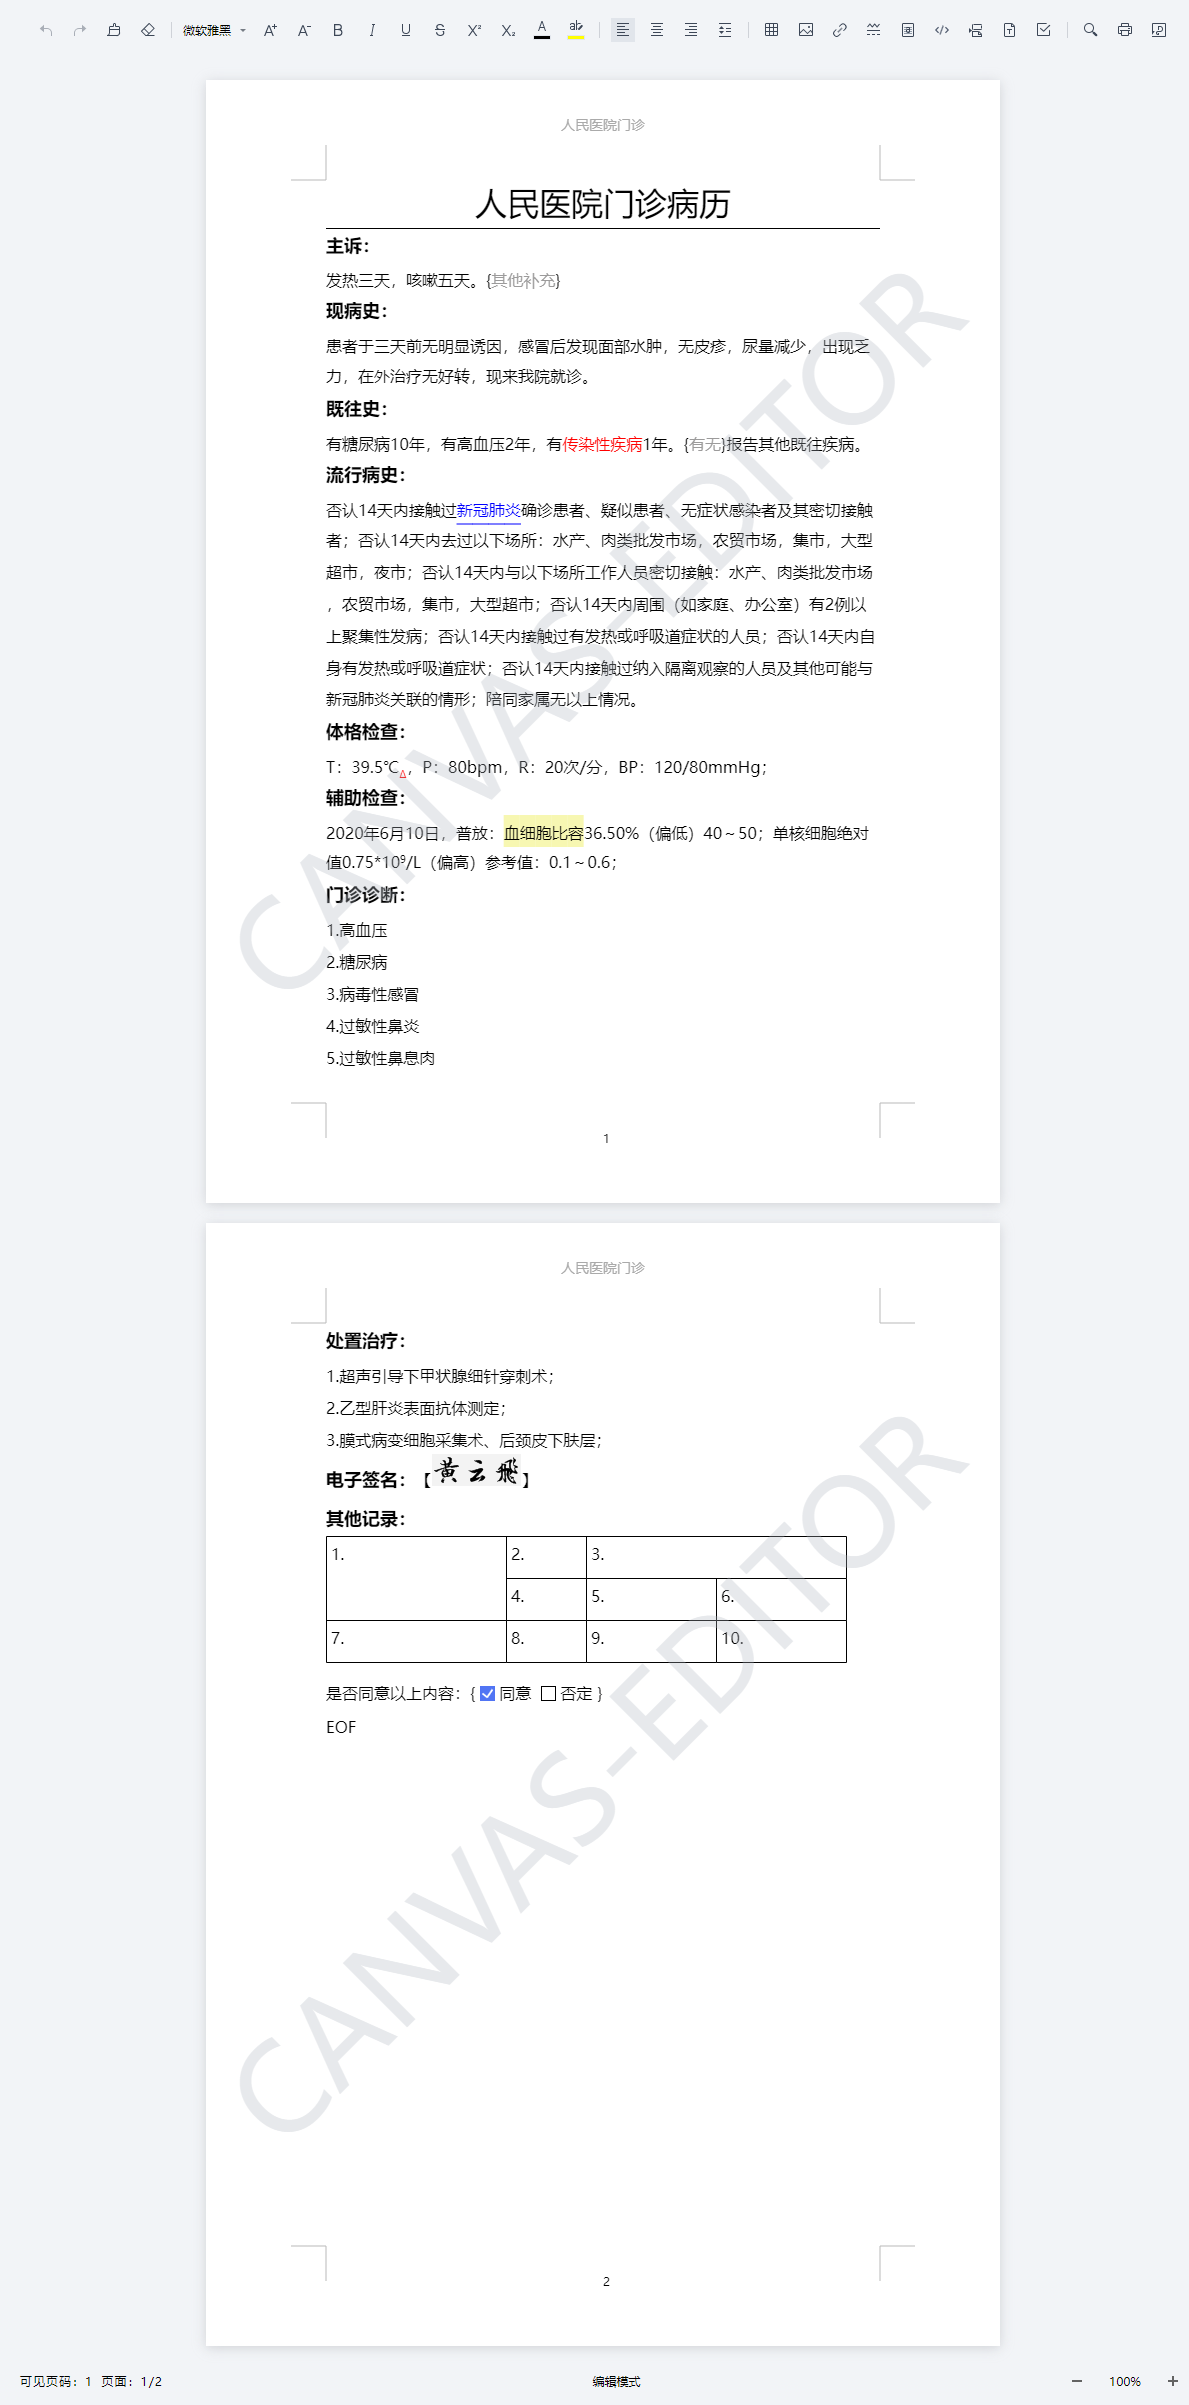 微软雅黑
人民医院门诊
人民医院门诊病历
主诉：
发热三天，咳嗽五天。{其他补充}
现病史：
患者于三天前无明显诱因，感冒后发现面部水肿，无皮疹，尿量减少，出现乏
力，在外治疗无好转，现来我院就诊。
既往史：
有糖尿病10年，有高血压2年，有传染性疾病1年。{有无}报告其他既往疾病。
流行病史：
否认14天内接触过新冠肺炎确诊患者、疑似患者、无症状感染者及其密切接触
者；否认14天内去过以下场所：水产、肉类批发市场，农贸市场，集市，大型
超市，夜市；否认14天内与以下场所工作人员密切接触：水产、肉类批发市场
，农贸市场，集市，大型超市；否认14天内周围（如家庭、办公室）有2例以
上聚集性发病；否认14天内接触过有发热或呼吸道症状的人员；否认14天内自
身有发热或呼吸道症状；否认14天内接触过纳入隔离观察的人员及其他可能与
新冠肺炎关联的情形；陪同家属无以上情况。
体格检查：
T：39.5℃Δ，P：80bpm，R：20次/分，BP：120/80mmHg；
辅助检查：
2020年6月10日，普放：血细胞比容36.50%（偏低）40～50；单核细胞绝对
值0.75*10⁹/L（偏高）参考值：0.1～0.6；
门诊诊断：
1.高血压
2.糖尿病
3.病毒性感冒
4.过敏性鼻炎
5.过敏性鼻息肉
CANVAS-EDITOR
1
人民医院门诊
处置治疗：
1.超声引导下甲状腺细针穿刺术；
2.乙型肝炎表面抗体测定；
3.膜式病变细胞采集术、后颈皮下肤层；
电子签名：【黄云飛】
其他记录：
1. 2. 3.
4. 5. 6.
7. 8. 9. 10.
是否同意以上内容：{ 同意 否定 }
EOF
CANVAS-EDITOR
2
可见页码：1 页面：1/2 编辑模式 100%